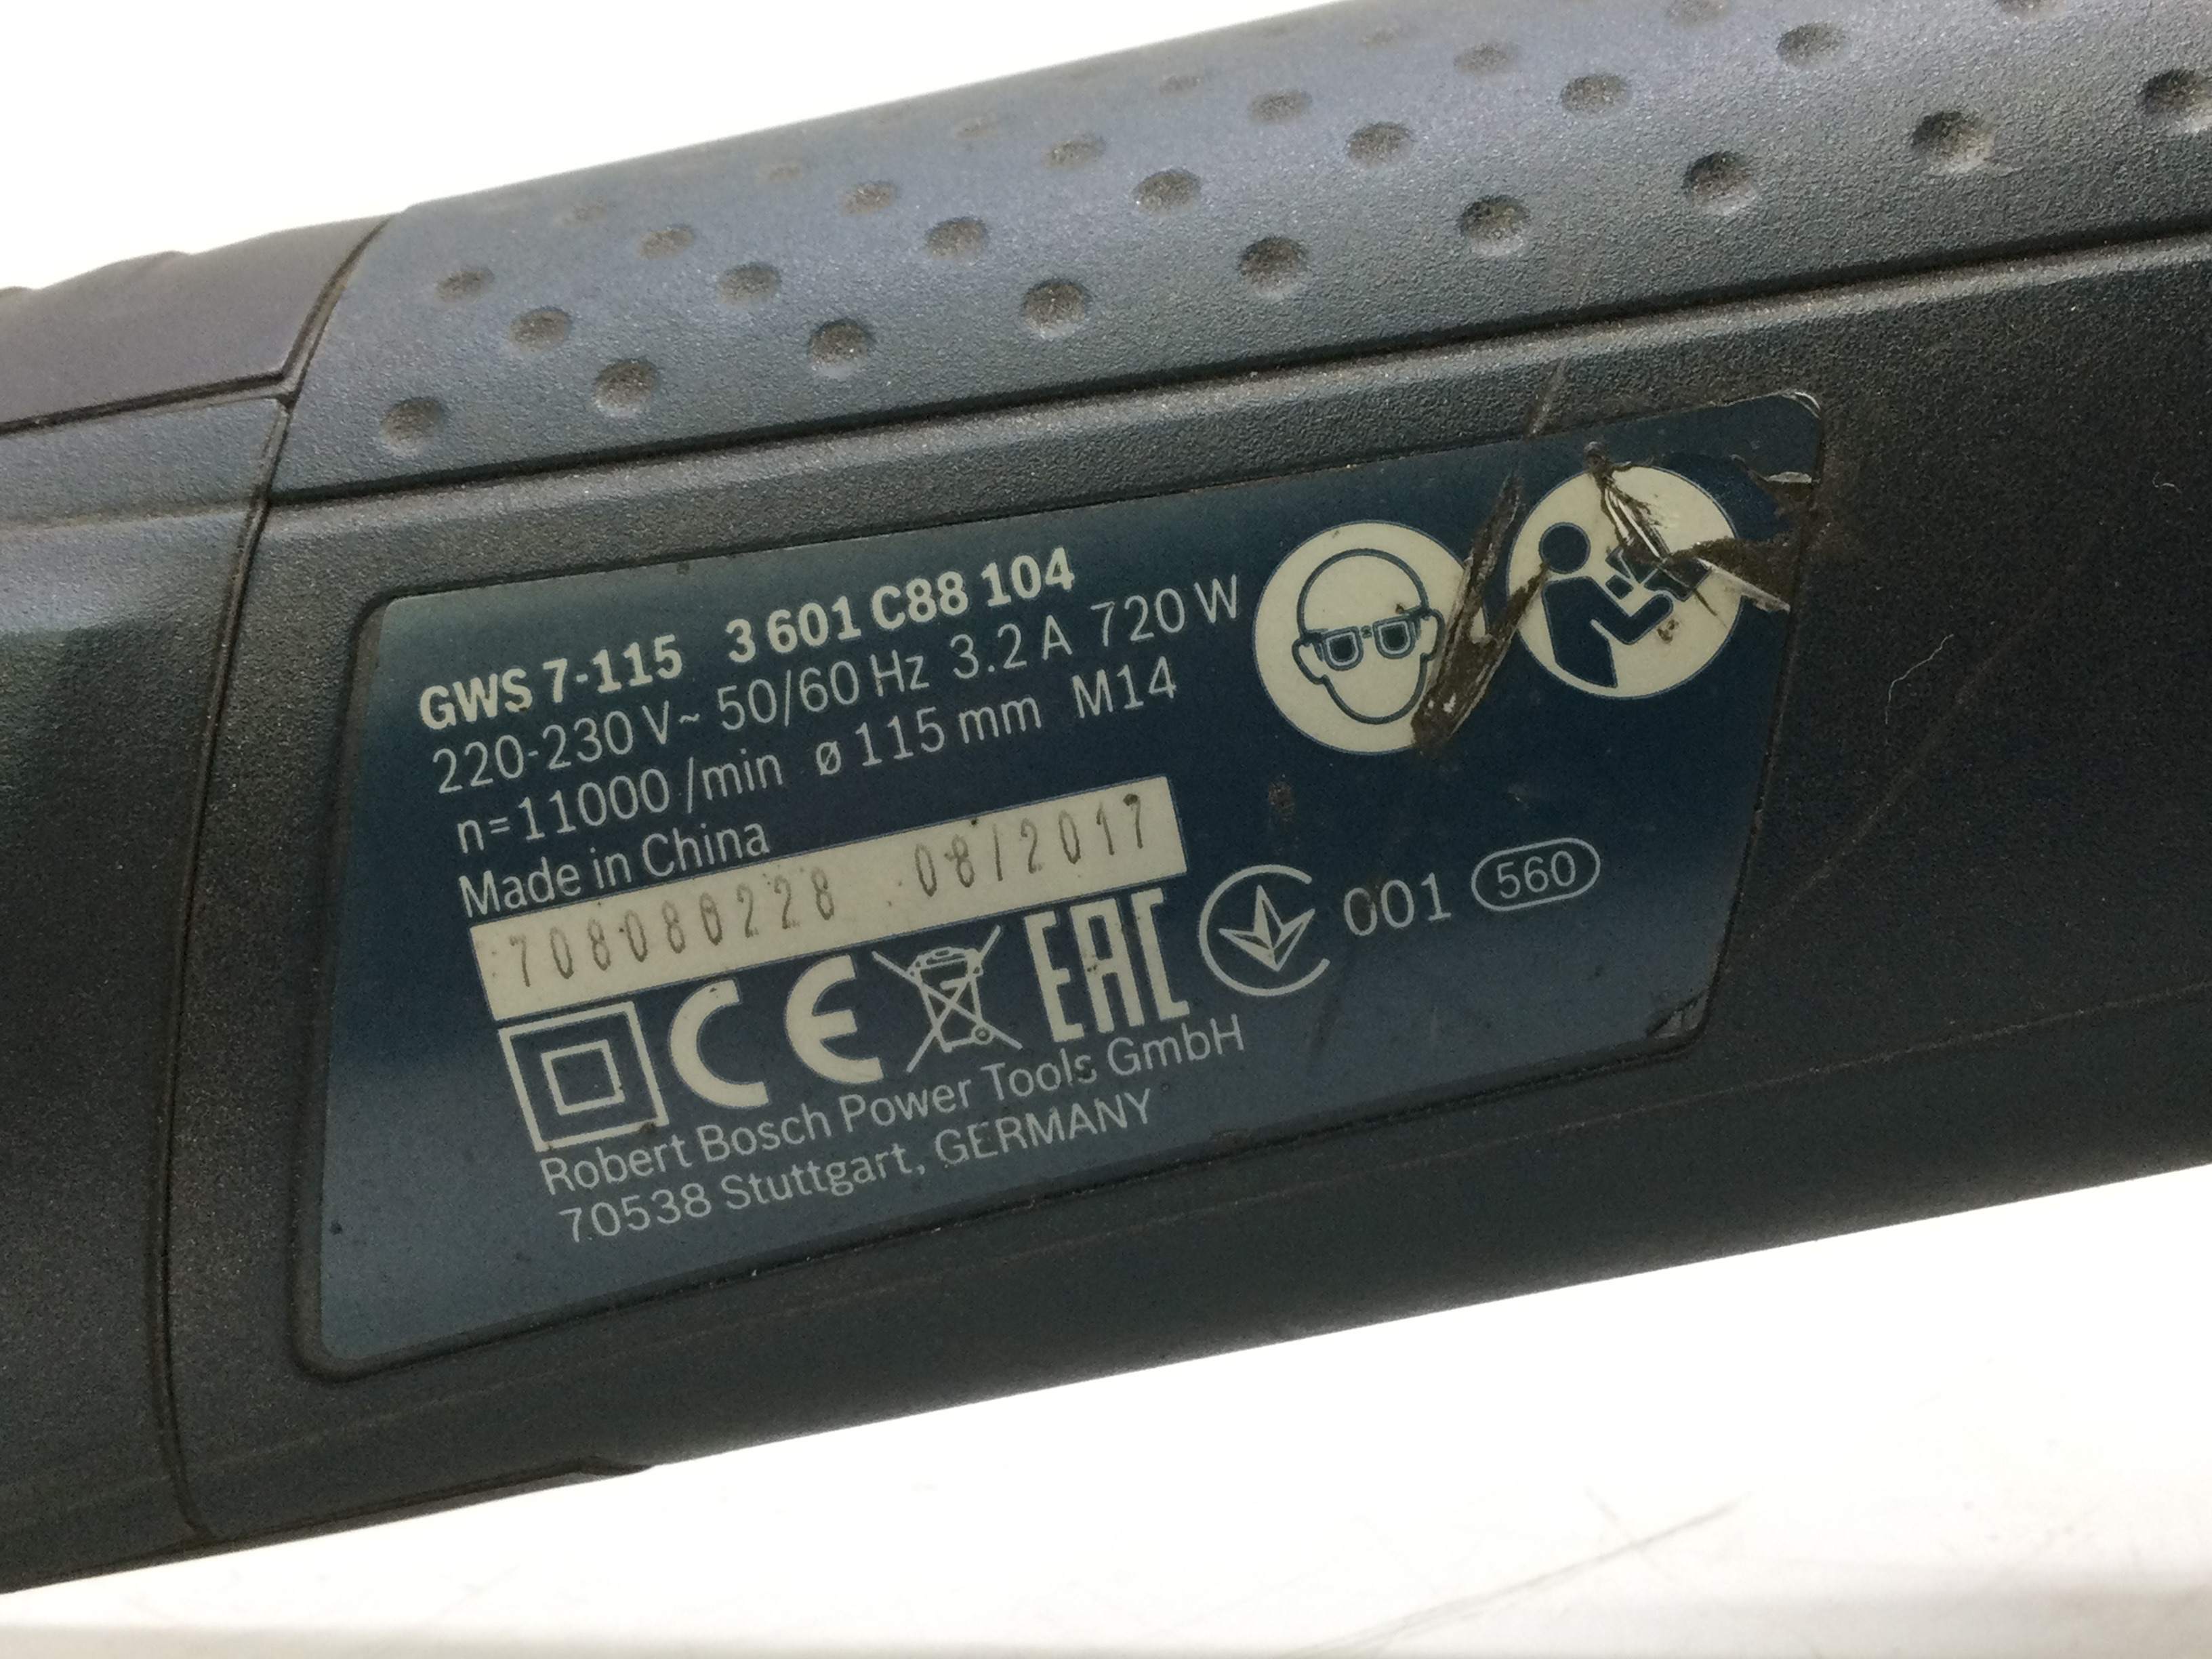 GWS 7-115 3 601 C88 104
220-230 V~ 50/60 Hz 3.2 A 720 W
n=11000 /min ø 115 mm M14
Made in China
708080228 08/2017
CE EAC 001 560
Robert Bosch Power Tools GmbH
70538 Stuttgart, GERMANY